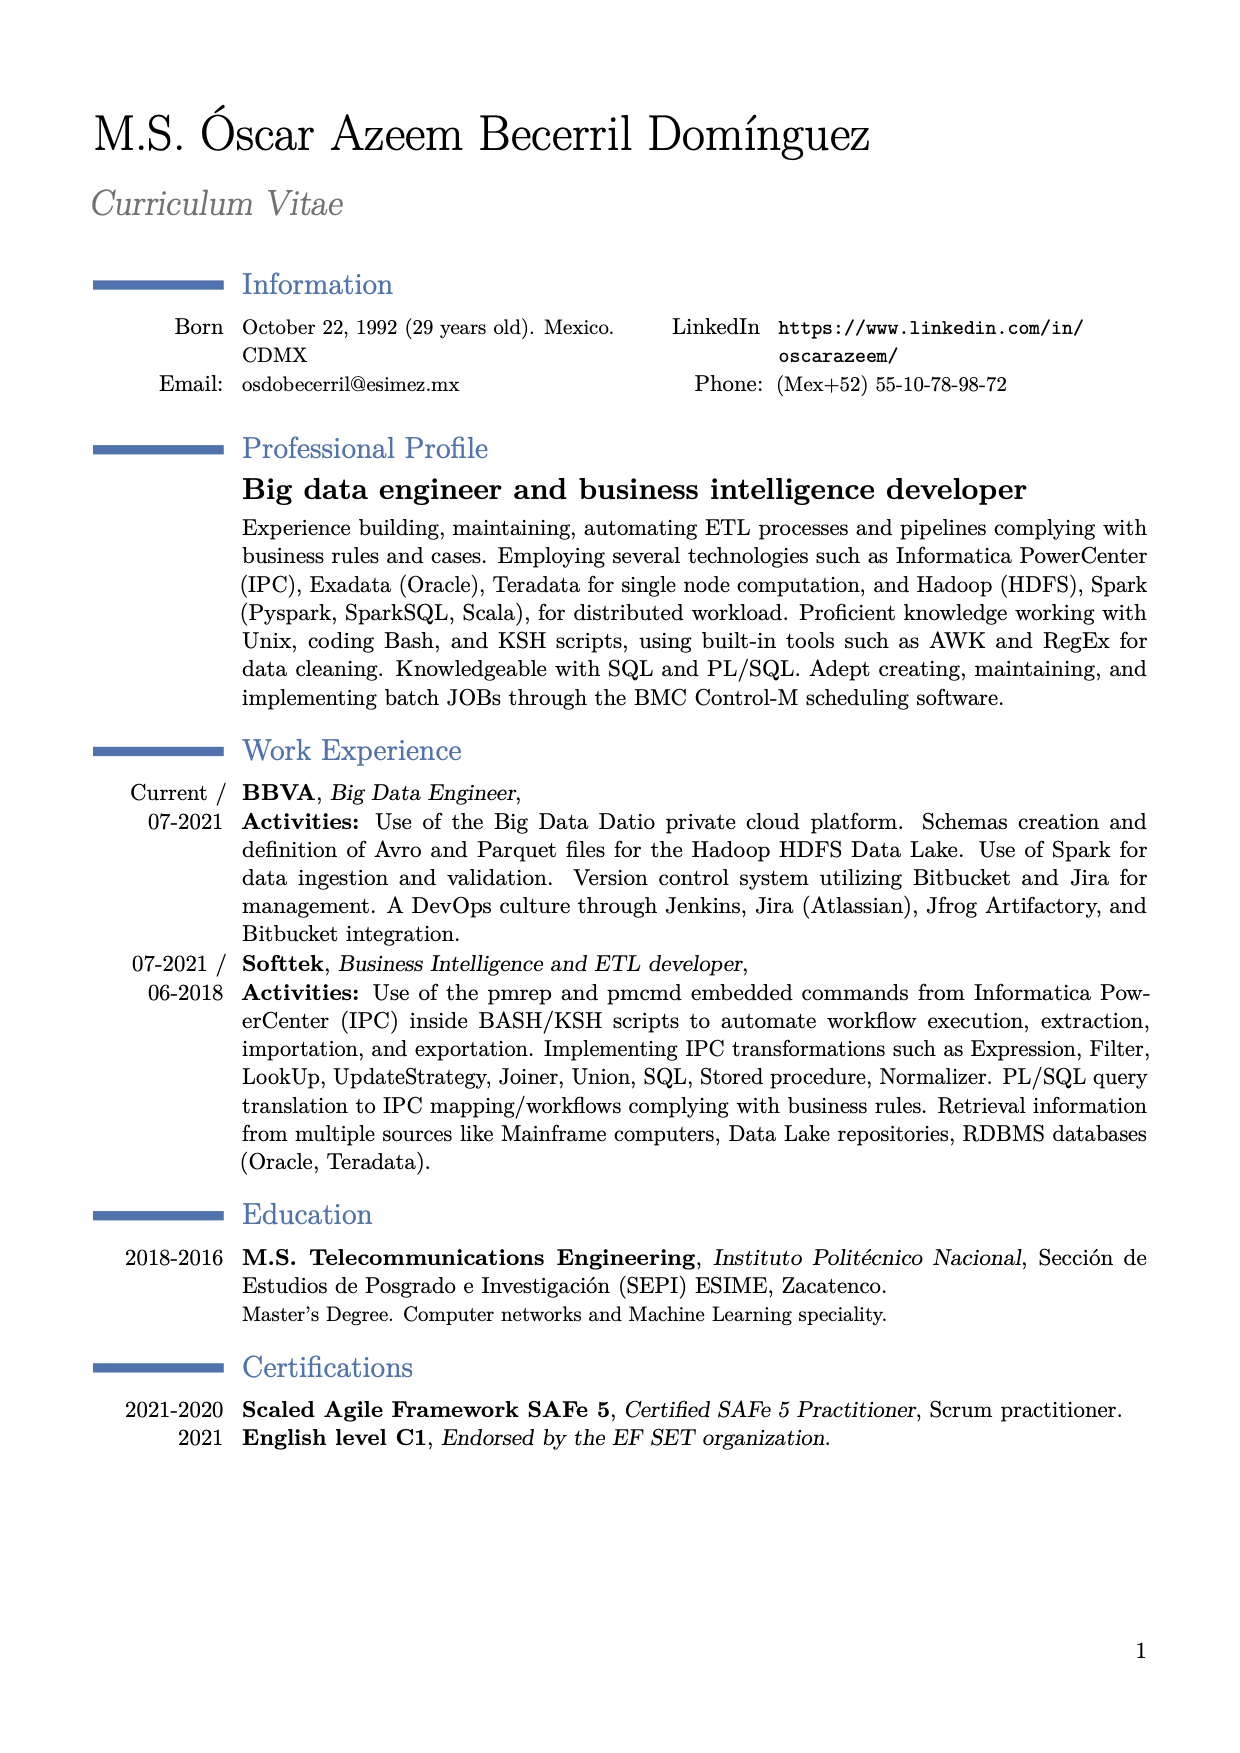 M.S. Óscar Azeem Becerril Domínguez
Curriculum Vitae
Information
Born October 22, 1992 (29 years old). Mexico. CDMX
LinkedIn https://www.linkedin.com/in/oscarazeem/
Email: osdobecerril@esimez.mx
Phone: (Mex+52) 55-10-78-98-72
Professional Profile
Big data engineer and business intelligence developer
Experience building, maintaining, automating ETL processes and pipelines complying with
business rules and cases. Employing several technologies such as Informatica PowerCenter
(IPC), Exadata (Oracle), Teradata for single node computation, and Hadoop (HDFS), Spark
(Pyspark, SparkSQL, Scala), for distributed workload. Proficient knowledge working with
Unix, coding Bash, and KSH scripts, using built-in tools such as AWK and RegEx for
data cleaning. Knowledgeable with SQL and PL/SQL. Adept creating, maintaining, and
implementing batch JOBs through the BMC Control-M scheduling software.
Work Experience
Current / BBVA, Big Data Engineer,
07-2021 Activities: Use of the Big Data Datio private cloud platform. Schemas creation and
definition of Avro and Parquet files for the Hadoop HDFS Data Lake. Use of Spark for
data ingestion and validation. Version control system utilizing Bitbucket and Jira for
management. A DevOps culture through Jenkins, Jira (Atlassian), Jfrog Artifactory, and
Bitbucket integration.
07-2021 / Softtek, Business Intelligence and ETL developer,
06-2018 Activities: Use of the pmrep and pmcmd embedded commands from Informatica Pow-
erCenter (IPC) inside BASH/KSH scripts to automate workflow execution, extraction,
importation, and exportation. Implementing IPC transformations such as Expression, Filter,
LookUp, UpdateStrategy, Joiner, Union, SQL, Stored procedure, Normalizer. PL/SQL query
translation to IPC mapping/workflows complying with business rules. Retrieval information
from multiple sources like Mainframe computers, Data Lake repositories, RDBMS databases
(Oracle, Teradata).
Education
2018-2016 M.S. Telecommunications Engineering, Instituto Politécnico Nacional, Sección de
Estudios de Posgrado e Investigación (SEPI) ESIME, Zacatenco.
Master's Degree. Computer networks and Machine Learning speciality.
Certifications
2021-2020 Scaled Agile Framework SAFe 5, Certified SAFe 5 Practitioner, Scrum practitioner.
2021 English level C1, Endorsed by the EF SET organization.
1